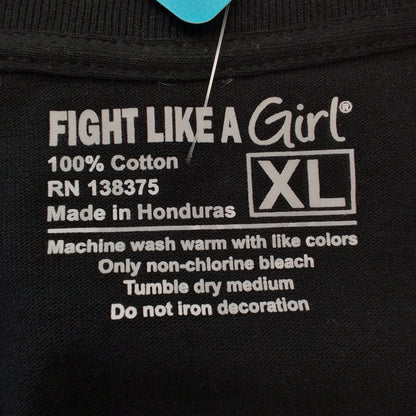 FIGHT LIKE A Girl®
100% Cotton
RN 138375
Made in Honduras
XL
Machine wash warm with like colors
Only non-chlorine bleach
Tumble dry medium
Do not iron decoration